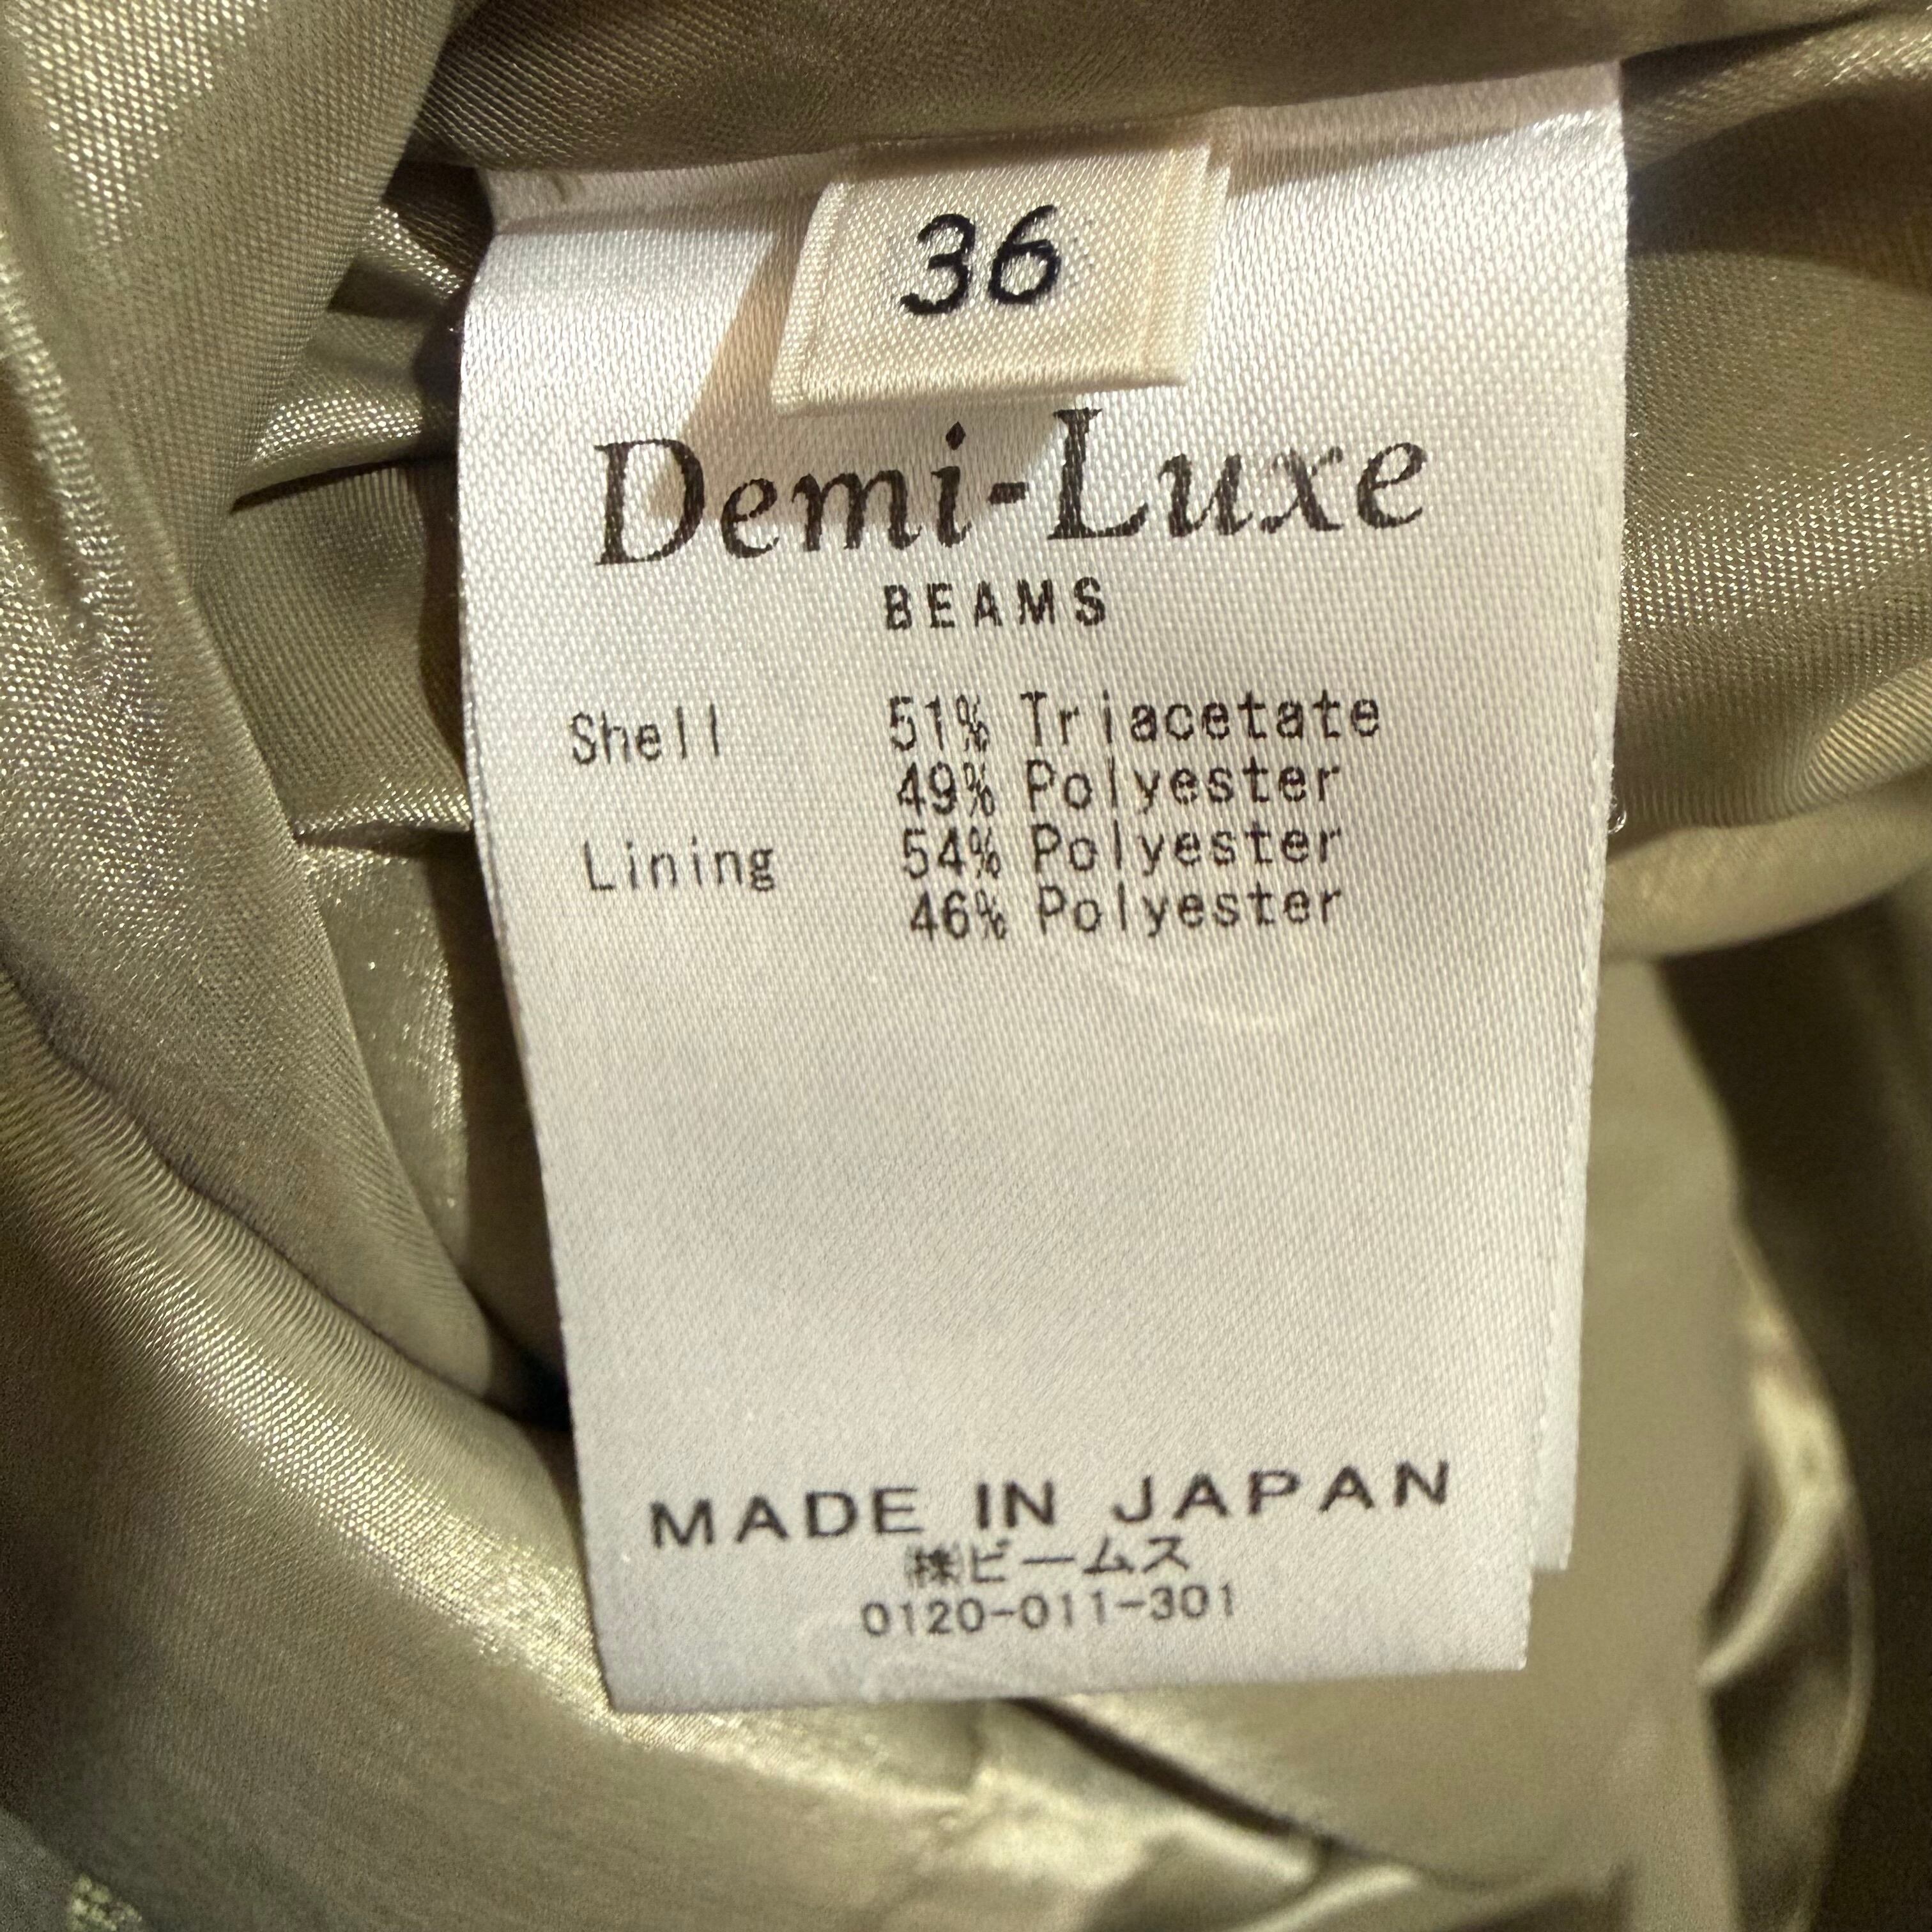 36
Demi-Luxe
BEAMS
Shell 51% Triacetate
49% Polyester
Lining 54% Polyester
46% Polyester
MADE IN JAPAN
㈱ビームス
0120-011-301